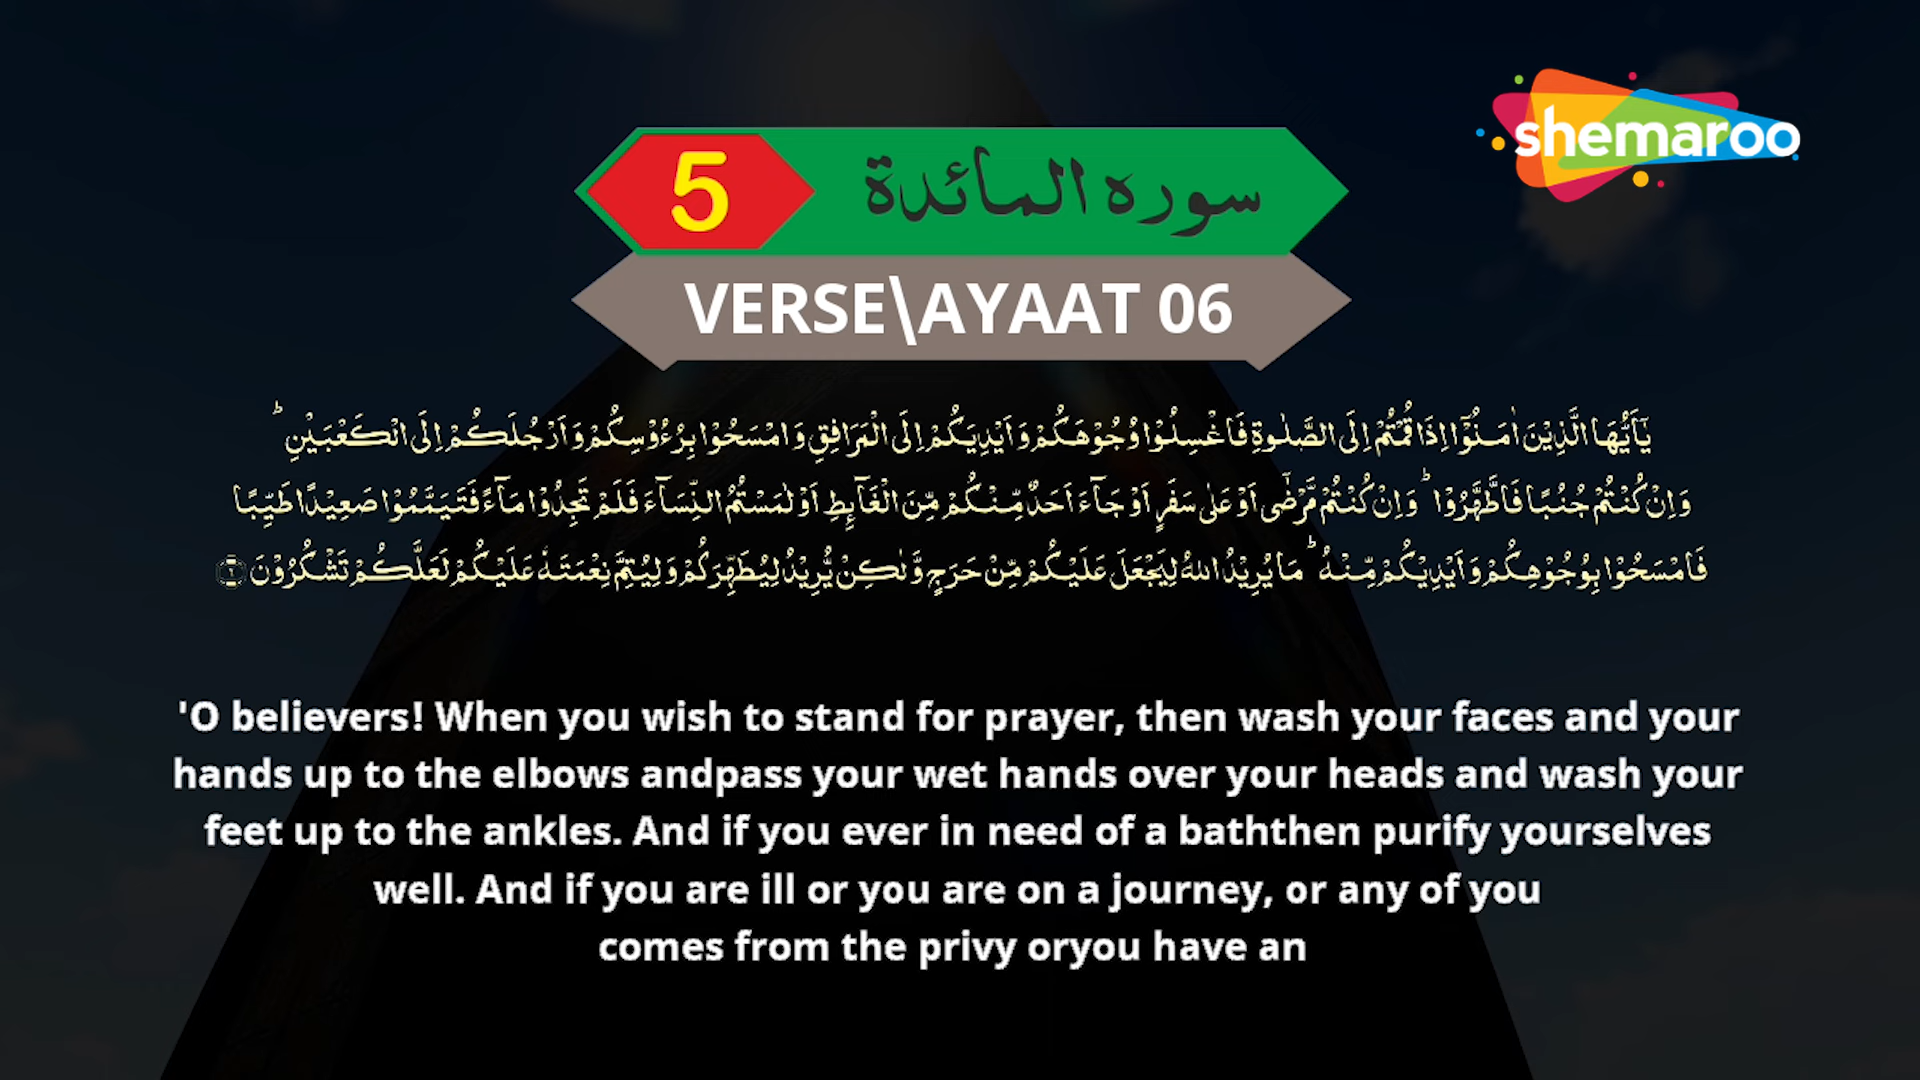 shemaroo
5 سوره المائدة
VERSE\AYAAT 06
يٰۤاَيُّهَا الَّذِيْنَ اٰمَنُوْۤا اِذَا قُمْتُمْ اِلَى الصَّلٰوةِ فَاغْسِلُوْا وُجُوْهَكُمْ وَاَيْدِيَكُمْ اِلَى الْمَرَافِقِ وَامْسَحُوْا بِرُءُوْسِكُمْ وَاَرْجُلَكُمْ اِلَى الْكَعْبَيْنِ ؕ
وَاِنْ كُنْتُمْ جُنُبًا فَاطَّهَّرُوْا ؕ وَاِنْ كُنْتُمْ مَّرْضٰٓى اَوْ عَلٰى سَفَرٍ اَوْ جَآءَ اَحَدٌ مِّنْكُمْ مِّنَ الْغَآىِٕطِ اَوْ لٰمَسْتُمُ النِّسَآءَ فَلَمْ تَجِدُوْا مَآءً فَتَيَمَّمُوْا صَعِيْدًا طَيِّبًا
فَامْسَحُوْا بِوُجُوْهِكُمْ وَاَيْدِيْكُمْ مِّنْهُ ؕ مَا يُرِيْدُ اللّٰهُ لِيَجْعَلَ عَلَيْكُمْ مِّنْ حَرَجٍ وَّلٰكِنْ يُّرِيْدُ لِيُطَهِّرَكُمْ وَلِيُتِمَّ نِعْمَتَهٗ عَلَيْكُمْ لَعَلَّكُمْ تَشْكُرُوْنَ ۝٦
'O believers! When you wish to stand for prayer, then wash your faces and your
hands up to the elbows andpass your wet hands over your heads and wash your
feet up to the ankles. And if you ever in need of a baththen purify yourselves
well. And if you are ill or you are on a journey, or any of you
comes from the privy oryou have an